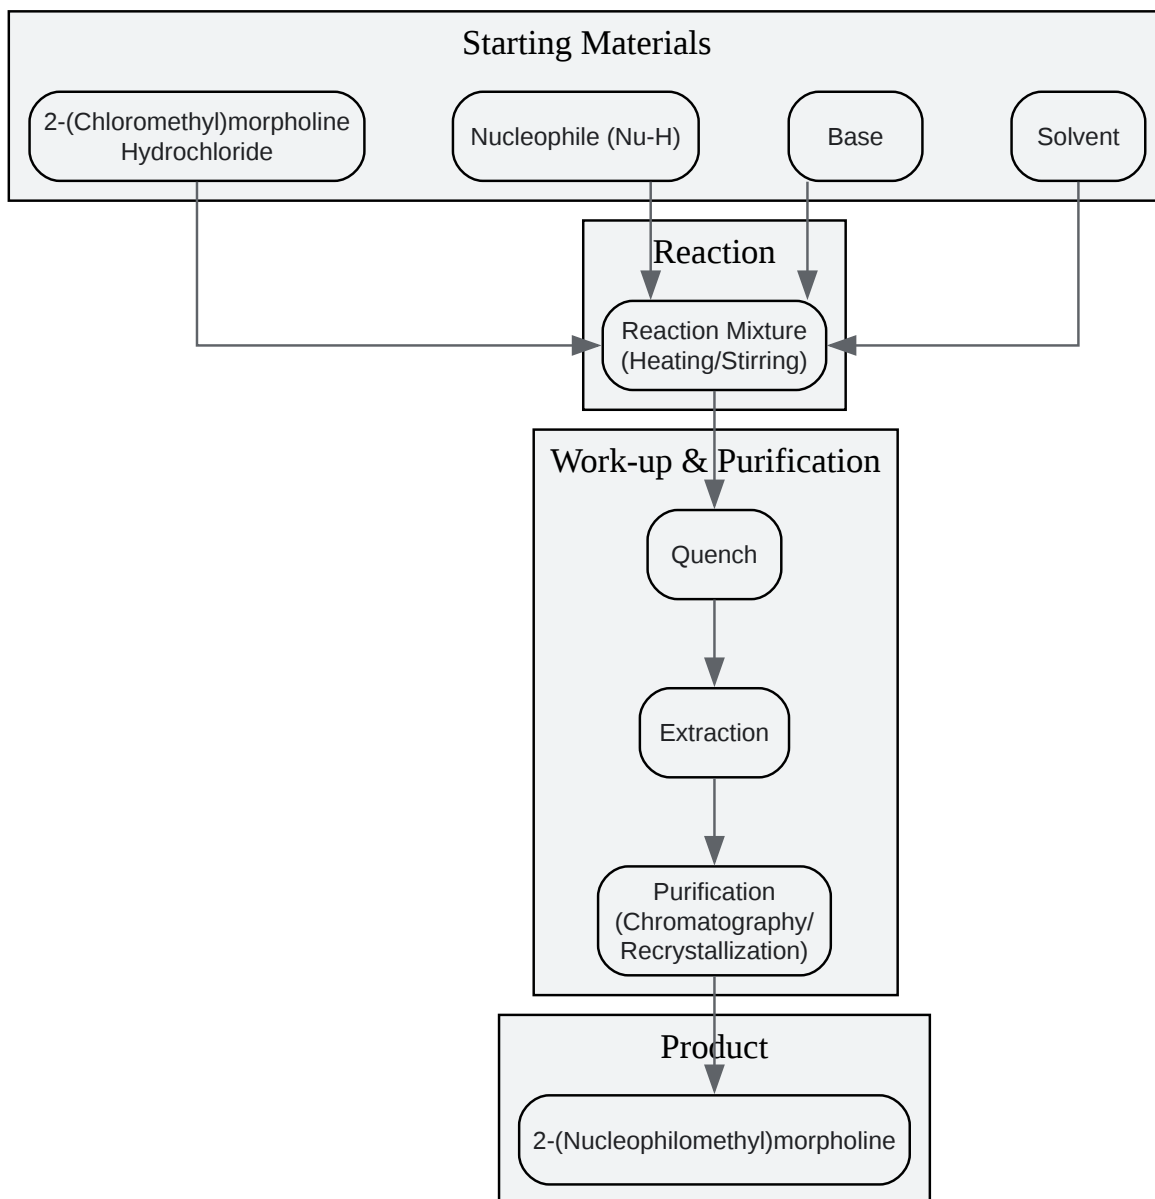 Starting Materials
2-(Chloromethyl)morpholine
Hydrochloride
Nucleophile (Nu-H)
Base
Solvent
Reaction
Reaction Mixture
(Heating/Stirring)
Work-up & Purification
Quench
Extraction
Purification
(Chromatography/
Recrystallization)
Product
2-(Nucleophilomethyl)morpholine